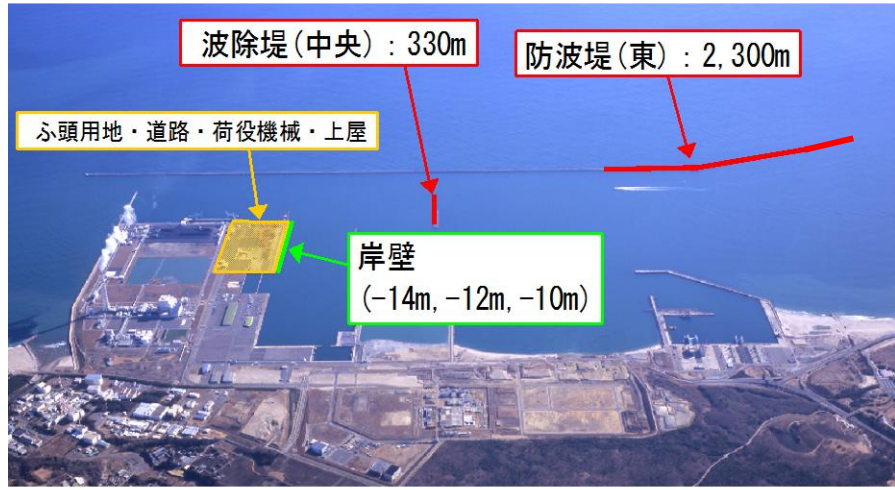 波除堤(中央):330m
防波堤(東):2,300m
ふ頭用地・道路・荷役機械・上屋
岸壁
(-14m,-12m,-10m)